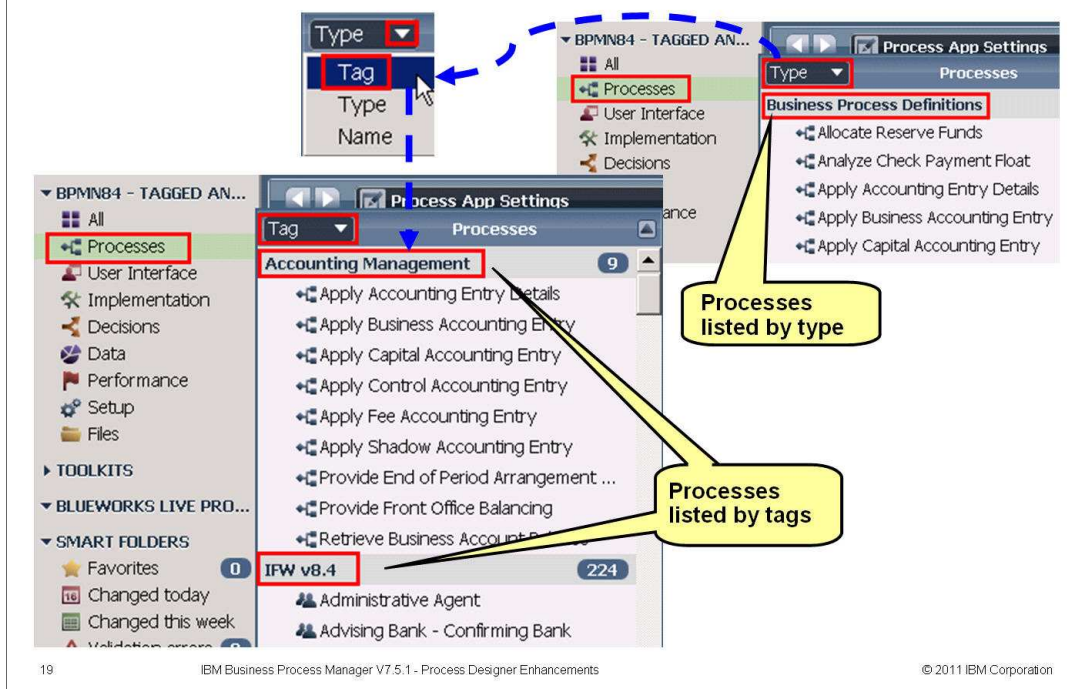 Type
Tag
Type
Name
BPMN84 - TAGGED AN...
All
Processes
User Interface
Implementation
Decisions
ance
Process App Settings
Type
Processes
Business Process Definitions
Allocate Reserve Funds
Analyze Check Payment Float
Apply Accounting Entry Details
Apply Business Accounting Entry
Apply Capital Accounting Entry
Processes
listed by type
BPMN84 - TAGGED AN...
All
Processes
User Interface
Implementation
Decisions
Data
Performance
Setup
Files
TOOLKITS
BLUEWORKS LIVE PRO...
SMART FOLDERS
Favorites 0
16 Changed today
Changed this week
Validation errors
Process App Settings
Tag
Processes
Accounting Management 9
Apply Accounting Entry Details
Apply Business Accounting Entry
Apply Capital Accounting Entry
Apply Control Accounting Entry
Apply Fee Accounting Entry
Apply Shadow Accounting Entry
Provide End of Period Arrangement ...
Provide Front Office Balancing
Retrieve Business Account
IFW v8.4 224
Administrative Agent
Advising Bank - Confirming Bank
Processes
listed by tags
19 IBM Business Process Manager V7.5.1 - Process Designer Enhancements © 2011 IBM Corporation